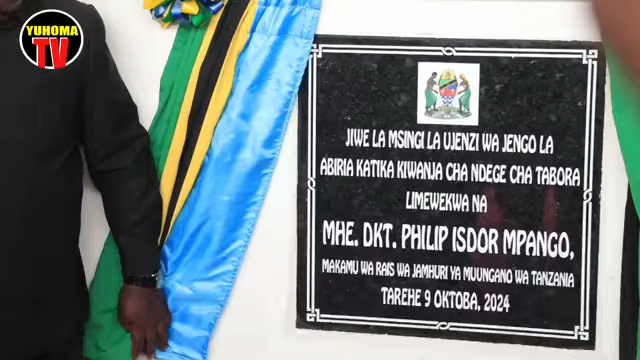 YUHOMA
TV
JIWE LA MSINGI LA UJENZI WA JENGO LA
ABIRIA KATIKA KIWANJA CHA NDEGE CHA TABORA
LIMEWEKWA NA
MHE. DKT. PHILIP ISDOR MPANGO,
MAKAMU WA RAIS WA JAMHURI YA MUUNGANO WA TANZANIA
TAREHE 9 OKTOBA, 2024